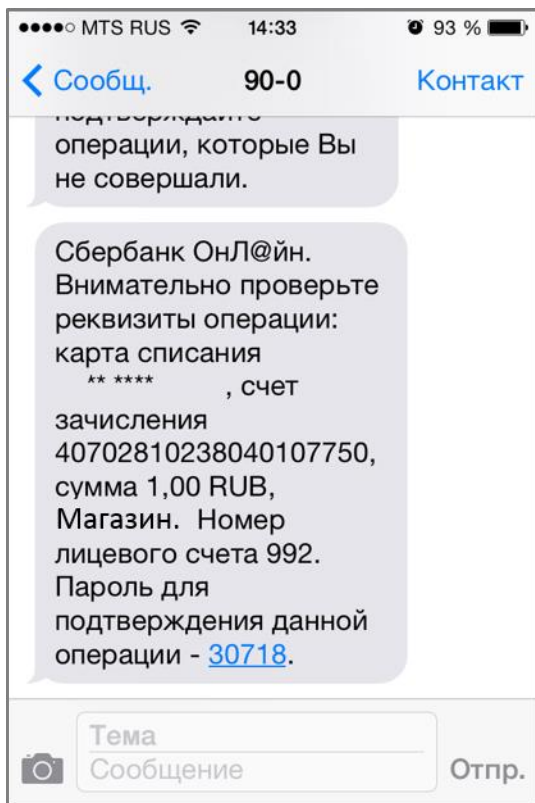 MTS RUS 14:33 93 %
Сообщ. 90-0 Контакт
операции, которые Вы
не совершали.
Сбербанк ОнЛ@йн.
Внимательно проверьте
реквизиты операции:
карта списания
** **** , счет
зачисления
40702810238040107750,
сумма 1,00 RUB,
Магазин. Номер
лицевого счета 992.
Пароль для
подтверждения данной
операции - 30718.
Тема
Сообщение
Отпр.